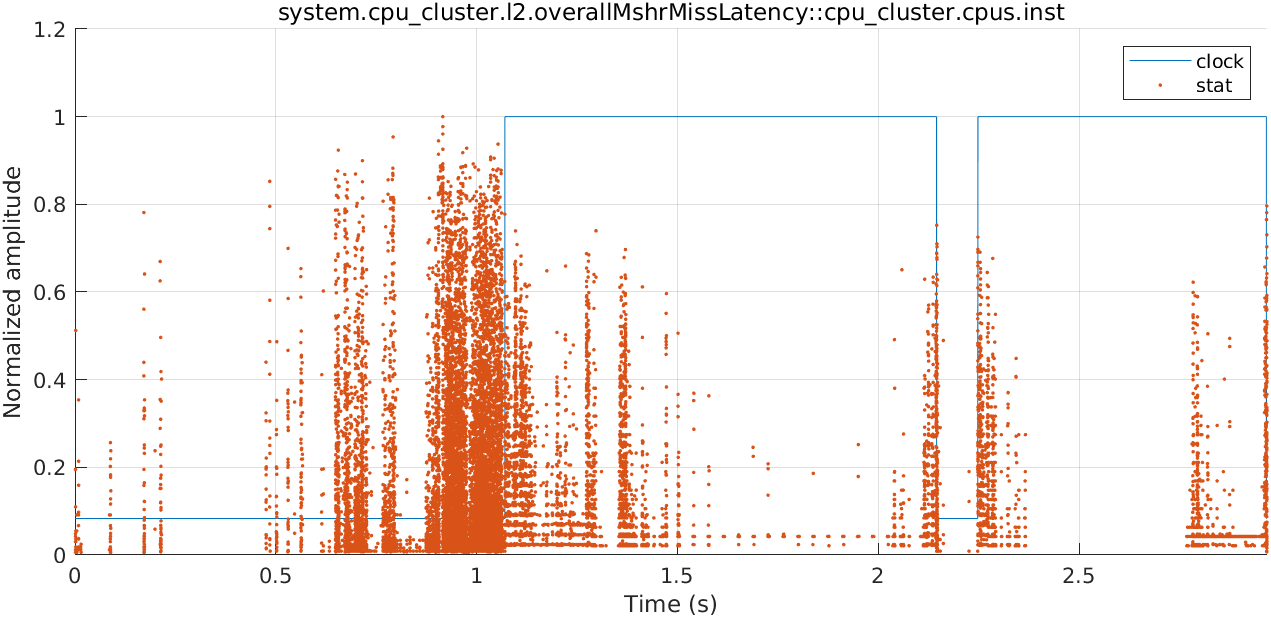 system.cpu_cluster.l2.overallMshrMissLatency::cpu_cluster.cpus.inst
1.2
1
0.8
0.6
0.4
0.2
0
Normalized amplitude
clock
stat
0 0.5 1 1.5 2 2.5
Time (s)